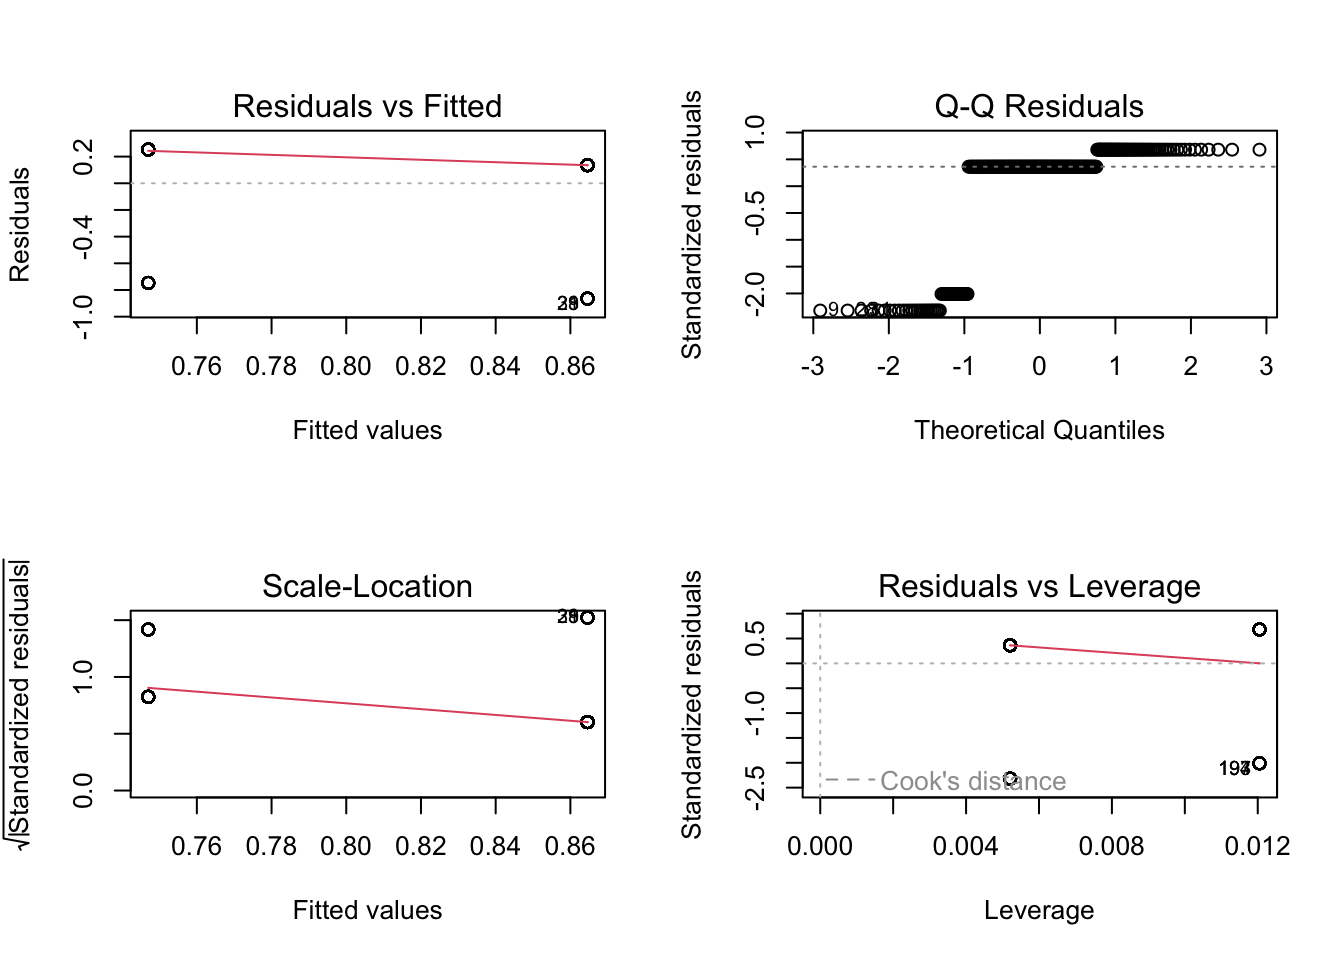 Residuals vs Fitted
Residuals
0.2
-0.4
-1.0
0.76 0.78 0.80 0.82 0.84 0.86
Fitted values
Q-Q Residuals
Standardized residuals
1.0
-0.5
-2.0
-3 -2 -1 0 1 2 3
Theoretical Quantiles
Scale-Location
√|Standardized residuals|
1.0
0.0
0.76 0.78 0.80 0.82 0.84 0.86
Fitted values
Residuals vs Leverage
Standardized residuals
0.5
-1.0
-2.5
Cook's distance
0.000 0.004 0.008 0.012
Leverage